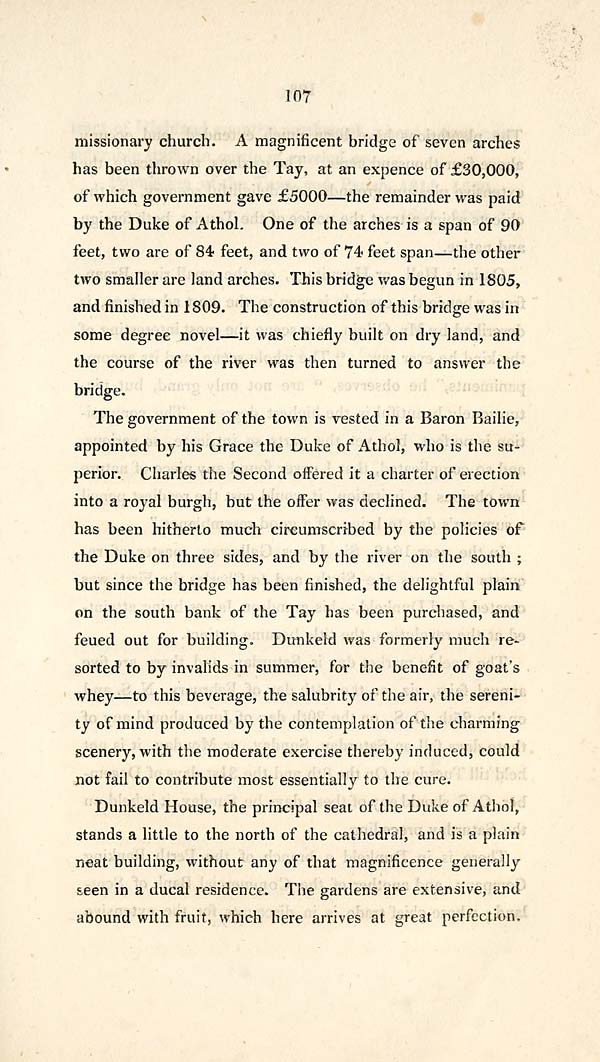 107
missionary church. A magnificent bridge of seven arches
has been thrown over the Tay, at an expence of £30,000,
of which government gave £5000—the remainder was paid
by the Duke of Athol. One of the arches is a span of 90
feet, two are of 84 feet, and two of 74 feet span—the other
two smaller are land arches. This bridge was begun in 1805,
and finished in 1809. The construction of this bridge was in
some degree novel—it was chiefly built on dry land, and
the course of the river was then turned to answer the
bridge.
The government of the town is vested in a Baron Bailie,
appointed by his Grace the Duke of Athol, who is the su-
perior. Charles the Second offered it a charter of erection
into a royal burgh, but the offer was declined. The town
has been hitherto much circumscribed by the policies of
the Duke on three sides, and by the river on the south ;
but since the bridge has been finished, the delightful plain
on the south bank of the Tay has been purchased, and
feued out for building. Dunkeld was formerly much re-
sorted to by invalids in summer, for the benefit of goat's
whey—to this beverage, the salubrity of the air, the sereni-
ty of mind produced by the contemplation of the charming
scenery, with the moderate exercise thereby induced, could
not fail to contribute most essentially to the cure.
Dunkeld House, the principal seat of the Duke of Athol,
stands a little to the north of the cathedral, and is a plain
neat building, without any of that magnificence generally
seen in a ducal residence. The gardens are extensive, and
abound with fruit, which here arrives at great perfection.